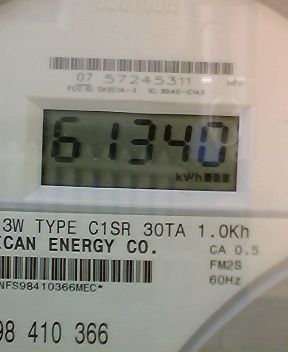 07 57245311
61340
kWh
3W TYPE C1SR 30TA 1.0Kh
ICAN ENERGY CO.
CA 0.5
FM2S
60Hz
NFS98410366MEC*
98 410 366